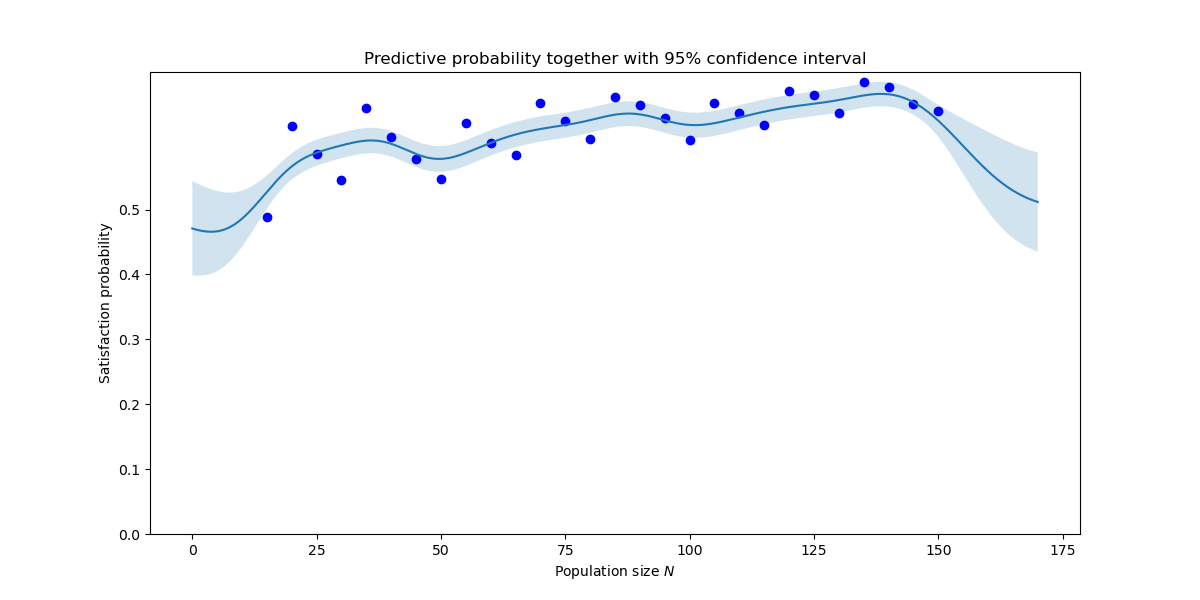 Predictive probability together with 95% confidence interval
Satisfaction probability
0.5
0.4
0.3
0.2
0.1
0.0
0 25 50 75 100 125 150 175
Population size N